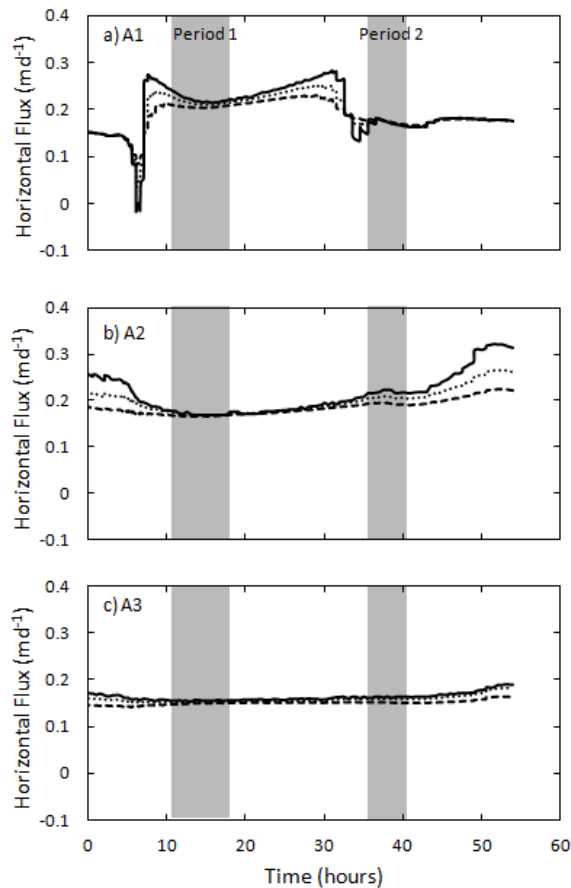 a) A1
Period 1
Period 2
Horizontal Flux (md-1)
0.4
0.3
0.2
0.1
0
-0.1
b) A2
Horizontal Flux (md-1)
0.4
0.3
0.2
0.1
0
-0.1
c) A3
Horizontal Flux (md-1)
0.4
0.3
0.2
0.1
0
-0.1
0 10 20 30 40 50 60
Time (hours)